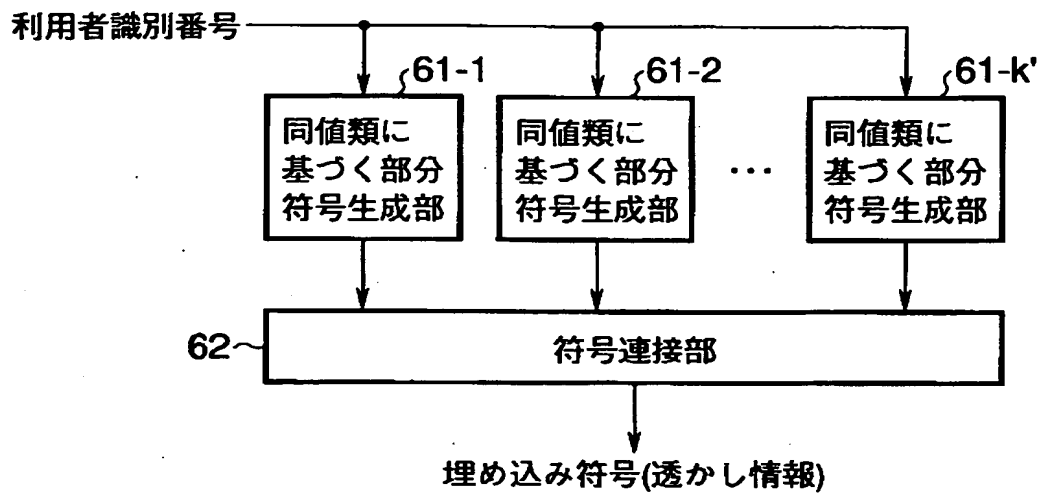 利用者識別番号
61-1
61-2
61-k'
同値類に
基づく部分
符号生成部
同値類に
基づく部分
符号生成部
...
同値類に
基づく部分
符号生成部
62
符号連接部
埋め込み符号(透かし情報)